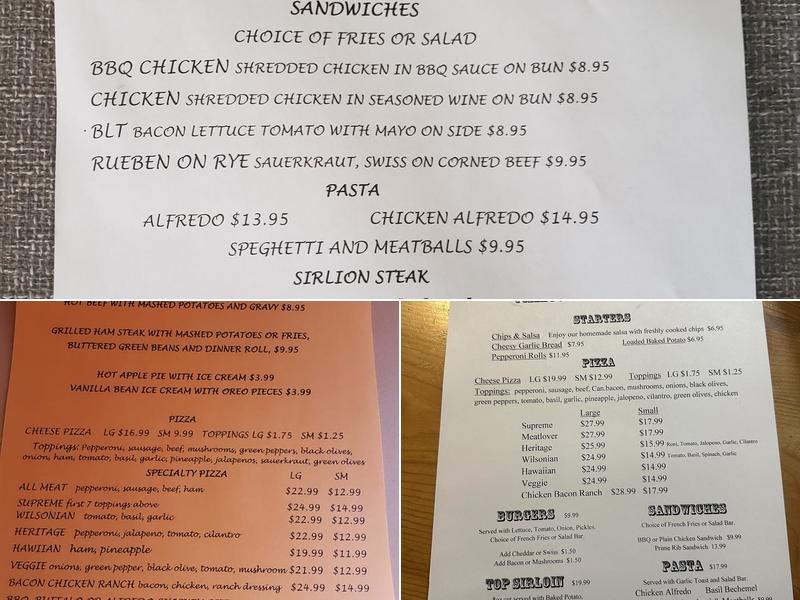 SANDWICHES
CHOICE OF FRIES OR SALAD
BBQ CHICKEN SHREDDED CHICKEN IN BBQ SAUCE ON BUN $8.95
CHICKEN SHREDDED CHICKEN IN SEASONED WINE ON BUN $8.95
BLT BACON LETTUCE TOMATO WITH MAYO ON SIDE $8.95
RUEBEN ON RYE SAUERKRAUT, SWISS ON CORNED BEEF $9.95
PASTA
ALFREDO $13.95 CHICKEN ALFREDO $14.95
SPEGHETTI AND MEATBALLS $9.95
SIRLION STEAK
HOT BEEF WITH MASHED POTATOES AND GRAVY $8.95
GRILLED HAM STEAK WITH MASHED POTATOES OR FRIES,
BUTTERED GREEN BEANS AND DINNER ROLL, $9.95
HOT APPLE PIE WITH ICE CREAM $3.99
VANILLA BEAN ICE CREAM WITH OREO PIECES $3.99
PIZZA
CHEESE PIZZA LG $16.99 SM 9.99 TOPPINGS LG $1.75 SM $1.25
Toppings: Pepperoni, sausage, beef, mushrooms, green peppers, black olives,
onion, ham, tomato, basil, garlic, pineapple, jalapenos, sauerkraut, green olives
SPECIALTY PIZZA LG SM
ALL MEAT pepperoni, sausage, beef, ham $22.99 $12.99
SUPREME first 7 toppings above $24.99 $14.99
WILSONIAN tomato, basil, garlic $22.99 $12.99
HERITAGE pepperoni, jalapeno, tomato, cilantro $22.99 $12.99
HAWIIAN ham, pineapple $19.99 $11.99
VEGGIE onions, green pepper, black olive, tomato, mushroom $21.99 $12.99
BACON CHICKEN RANCH bacon, chicken, ranch dressing $24.99 $14.99
STARTERS
Chips & Salsa Enjoy our homemade salsa with freshly cooked chips $6.95
Cheesy Garlic Bread $7.95 Loaded Baked Potato $6.95
Pepperoni Rolls $11.95
PIZZA
Cheese Pizza LG $19.99 SM $12.99 Toppings LG $1.75 SM $1.25
Toppings: pepperoni, sausage, beef, Can.bacon, mushrooms, onions, black olives,
green peppers, tomato, basil, garlic, pineapple, jalopeno, cilantro, green olives, chicken
Large Small
Supreme $27.99 $17.99
Meatlover $27.99 $17.99
Heritage $25.99 $15.99 Roni, Tomato, Jalopeno, Garlic, Cilantro
Wilsonian $24.99 $14.99 Tomato, Basil, Spinach, Garlic
Hawaiian $24.99 $14.99
Veggie $24.99 $14.99
Chicken Bacon Ranch $28.99 $17.99
BURGERS $9.99
Served with Lettuce, Tomato, Onion, Pickles.
Choice of French Fries or Salad Bar.
Add Cheddar or Swiss $1.50
Add Bacon or Mushrooms $1.50
TOP SIRLOIN $19.99
SANDWICHES
Choice of French Fries or Salad Bar.
BBQ or Plain Chicken Sandwich $9.99
Prime Rib Sandwich 13.99
PASTA $17.99
Served with Garlic Toast and Salad Bar.
Chicken Alfredo Basil Bechemel